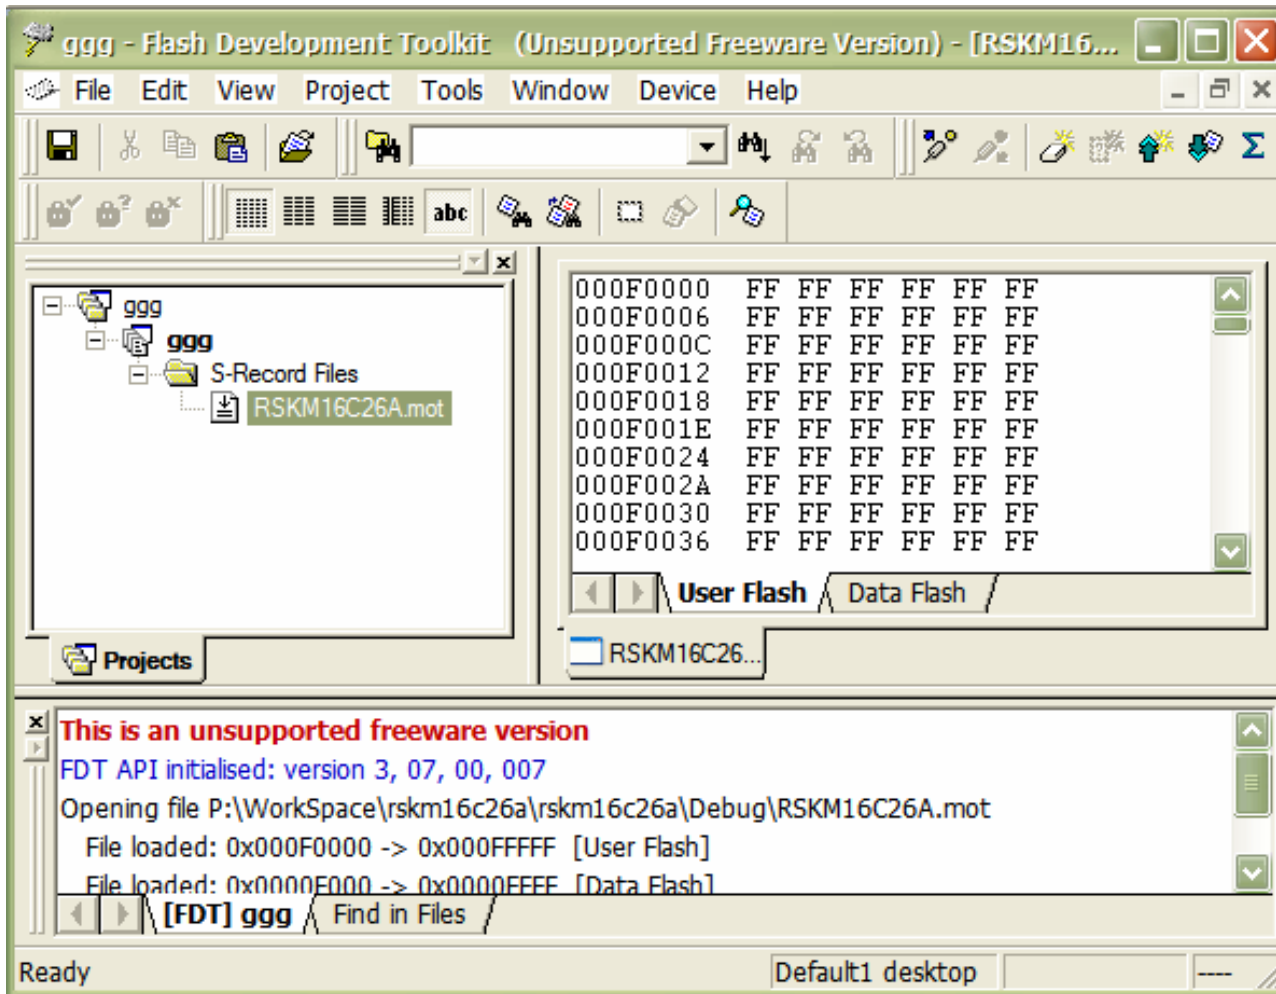 ggg - Flash Development Toolkit (Unsupported Freeware Version) - [RSKM16...
File Edit View Project Tools Window Device Help
abc
ggg
ggg
S-Record Files
RSKM16C26A.mot
Projects
000F0000 FF FF FF FF FF FF
000F0006 FF FF FF FF FF FF
000F000C FF FF FF FF FF FF
000F0012 FF FF FF FF FF FF
000F0018 FF FF FF FF FF FF
000F001E FF FF FF FF FF FF
000F0024 FF FF FF FF FF FF
000F002A FF FF FF FF FF FF
000F0030 FF FF FF FF FF FF
000F0036 FF FF FF FF FF FF
User Flash Data Flash
RSKM16C26...
This is an unsupported freeware version
FDT API initialised: version 3, 07, 00, 007
Opening file P:\WorkSpace\rskm16c26a\rskm16c26a\Debug\RSKM16C26A.mot
File loaded: 0x000F0000 -> 0x000FFFFF [User Flash]
File loaded: 0x0000F000 -> 0x0000FFFF [Data Flash]
[FDT] ggg Find in Files
Ready Default1 desktop ----